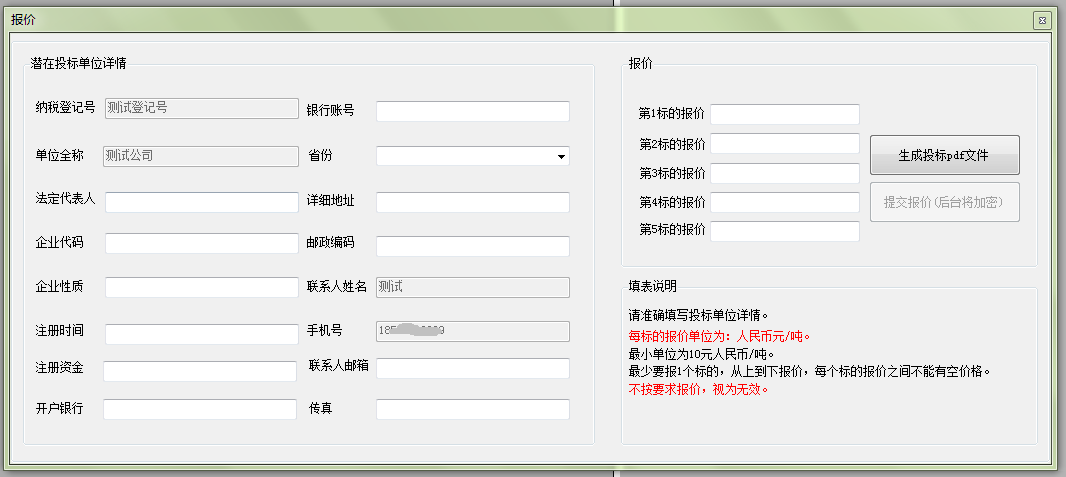 报价
潜在投标单位详情
纳税登记号 测试登记号 银行账号
单位全称 测试公司 省份
法定代表人 详细地址
企业代码 邮政编码
企业性质 联系人姓名 测试
注册时间 手机号
注册资金 联系人邮箱
开户银行 传真
报价
第1标的报价
第2标的报价
第3标的报价
第4标的报价
第5标的报价
生成投标pdf文件
提交报价(后台将加密)
填表说明
请准确填写投标单位详情。
每标的报价单位为：人民币元/吨。
最小单位为10元人民币/吨。
最少要报1个标的，从上到下报价，每个标的报价之间不能有空价格。
不按要求报价，视为无效。